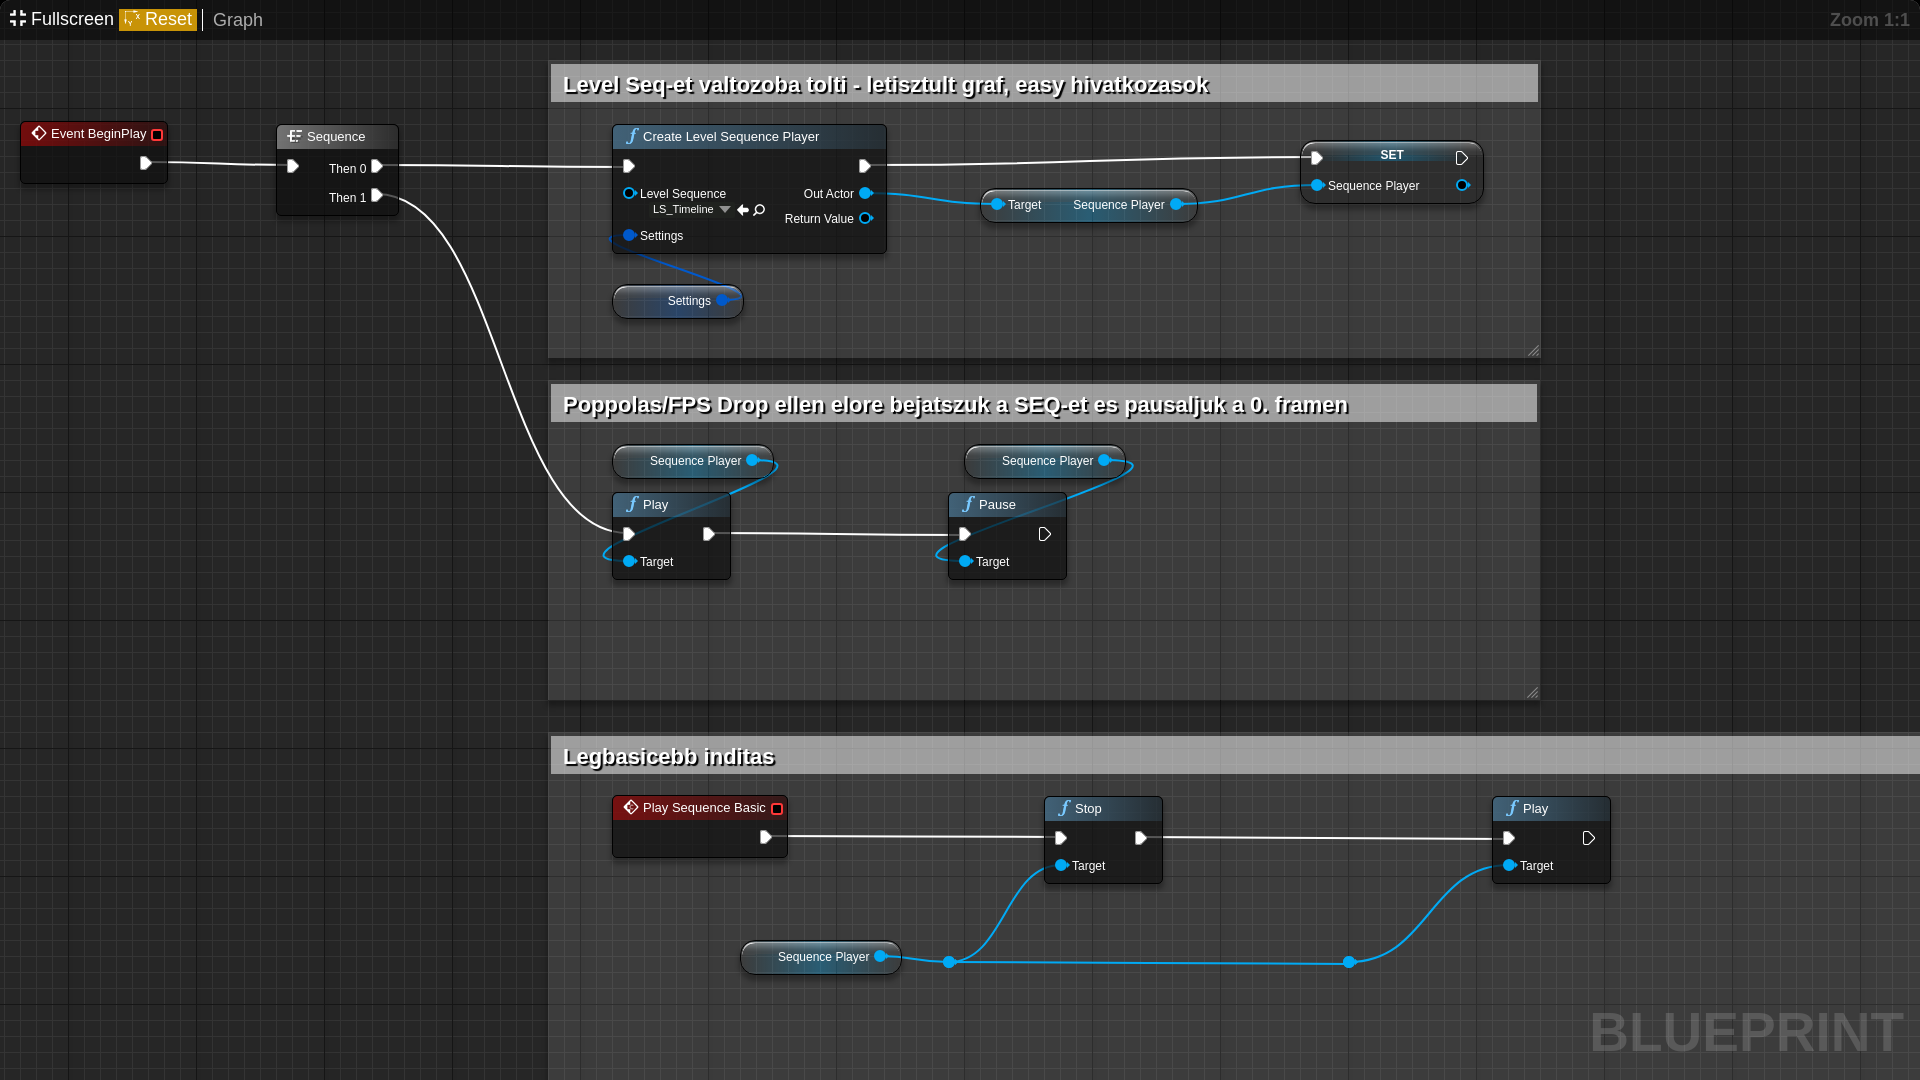 Fullscreen Reset Graph Zoom 1:1
Level Seq-et valtozoba tolti - letisztult graf, easy hivatkozasok
Event BeginPlay
Sequence
Then 0
Then 1
Create Level Sequence Player
Level Sequence
LS_Timeline
Settings
Out Actor
Return Value
Settings
Target Sequence Player
SET
Sequence Player
Poppolas/FPS Drop ellen elore bejatszuk a SEQ-et es pausaljuk a 0. framen
Sequence Player
Play
Target
Sequence Player
Pause
Target
Legbasicebb inditas
Play Sequence Basic
Stop
Target
Play
Target
Sequence Player
BLUEPRINT